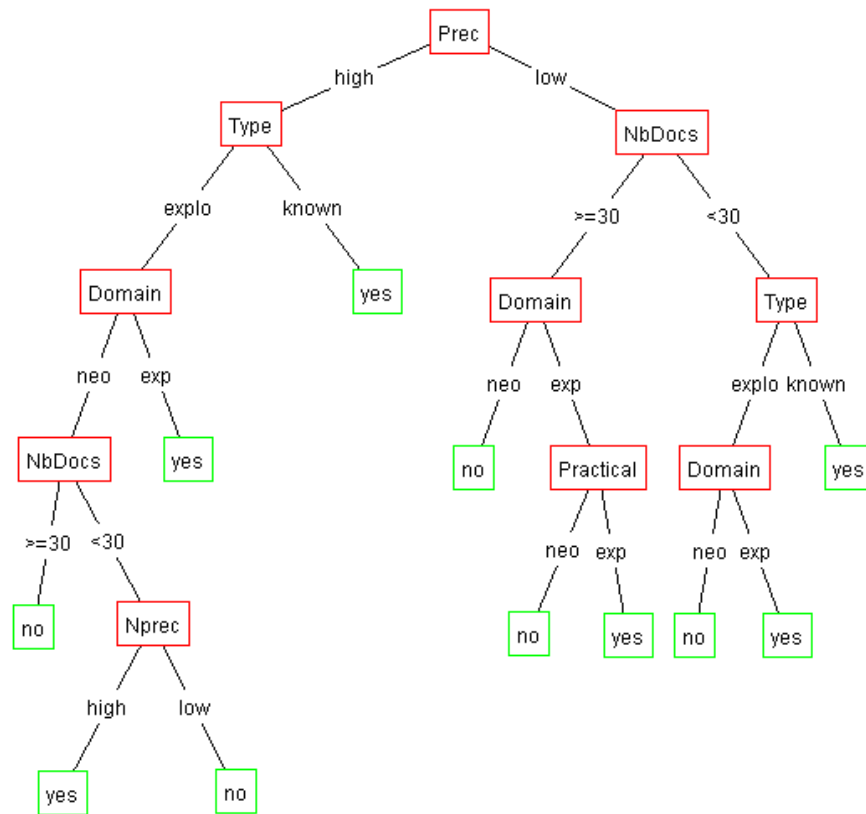 Prec
high low
Type NbDocs
explo known >=30 <30
Domain yes Domain Type
neo exp neo exp explo known
NbDocs yes no Practical Domain yes
>=30 <30 neo exp neo exp
no Nprec no yes no yes
high low
yes no